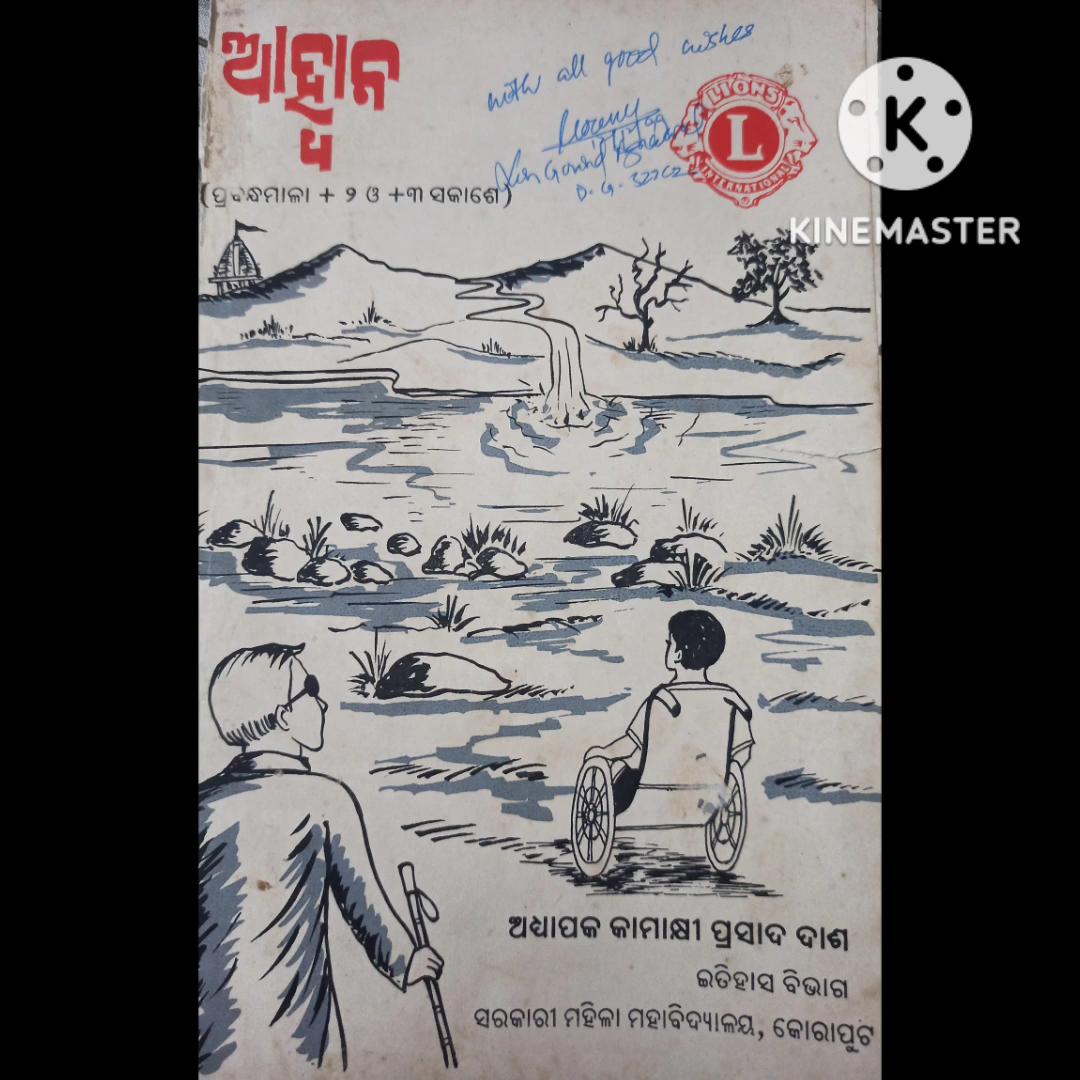 ଆହ୍ୱାନ
with all good wishes
LIONS
L
INTERNATIONAL
Govind
D. G.
(ପ୍ରବନ୍ଧମାଳା + ୨ ଓ +୩ ସକାଶେ)
K
KINEMASTER
ଅଧ୍ୟାପକ କାମାକ୍ଷୀ ପ୍ରସାଦ ଦାଶ
ଇତିହାସ ବିଭାଗ
ସରକାରୀ ମହିଳା ମହାବିଦ୍ୟାଳୟ, କୋରାପୁଟ